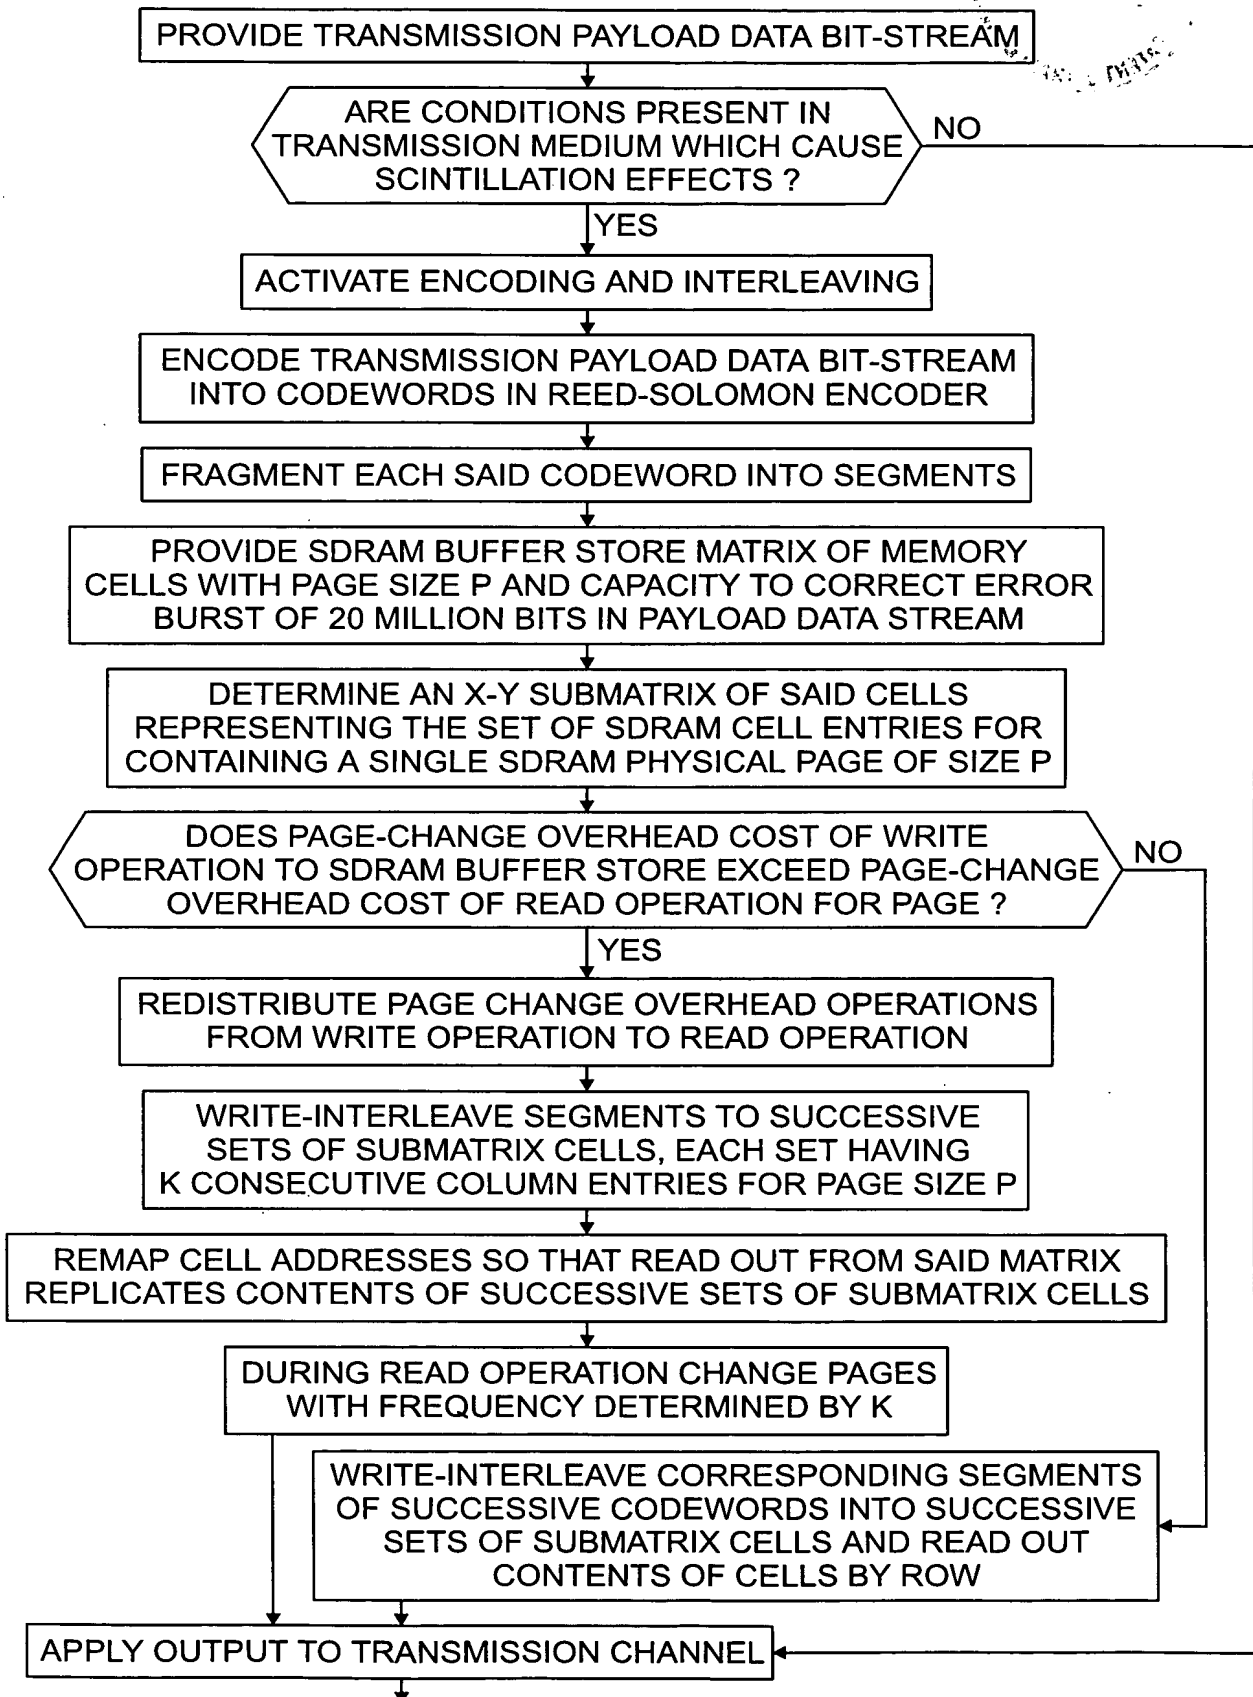 PROVIDE TRANSMISSION PAYLOAD DATA BIT-STREAM
ARE CONDITIONS PRESENT IN
TRANSMISSION MEDIUM WHICH CAUSE
SCINTILLATION EFFECTS ?
NO
YES
ACTIVATE ENCODING AND INTERLEAVING
ENCODE TRANSMISSION PAYLOAD DATA BIT-STREAM
INTO CODEWORDS IN REED-SOLOMON ENCODER
FRAGMENT EACH SAID CODEWORD INTO SEGMENTS
PROVIDE SDRAM BUFFER STORE MATRIX OF MEMORY
CELLS WITH PAGE SIZE P AND CAPACITY TO CORRECT ERROR
BURST OF 20 MILLION BITS IN PAYLOAD DATA STREAM
DETERMINE AN X-Y SUBMATRIX OF SAID CELLS
REPRESENTING THE SET OF SDRAM CELL ENTRIES FOR
CONTAINING A SINGLE SDRAM PHYSICAL PAGE OF SIZE P
DOES PAGE-CHANGE OVERHEAD COST OF WRITE
OPERATION TO SDRAM BUFFER STORE EXCEED PAGE-CHANGE
OVERHEAD COST OF READ OPERATION FOR PAGE ?
NO
YES
REDISTRIBUTE PAGE CHANGE OVERHEAD OPERATIONS
FROM WRITE OPERATION TO READ OPERATION
WRITE-INTERLEAVE SEGMENTS TO SUCCESSIVE
SETS OF SUBMATRIX CELLS, EACH SET HAVING
K CONSECUTIVE COLUMN ENTRIES FOR PAGE SIZE P
REMAP CELL ADDRESSES SO THAT READ OUT FROM SAID MATRIX
REPLICATES CONTENTS OF SUCCESSIVE SETS OF SUBMATRIX CELLS
DURING READ OPERATION CHANGE PAGES
WITH FREQUENCY DETERMINED BY K
WRITE-INTERLEAVE CORRESPONDING SEGMENTS
OF SUCCESSIVE CODEWORDS INTO SUCCESSIVE
SETS OF SUBMATRIX CELLS AND READ OUT
CONTENTS OF CELLS BY ROW
APPLY OUTPUT TO TRANSMISSION CHANNEL